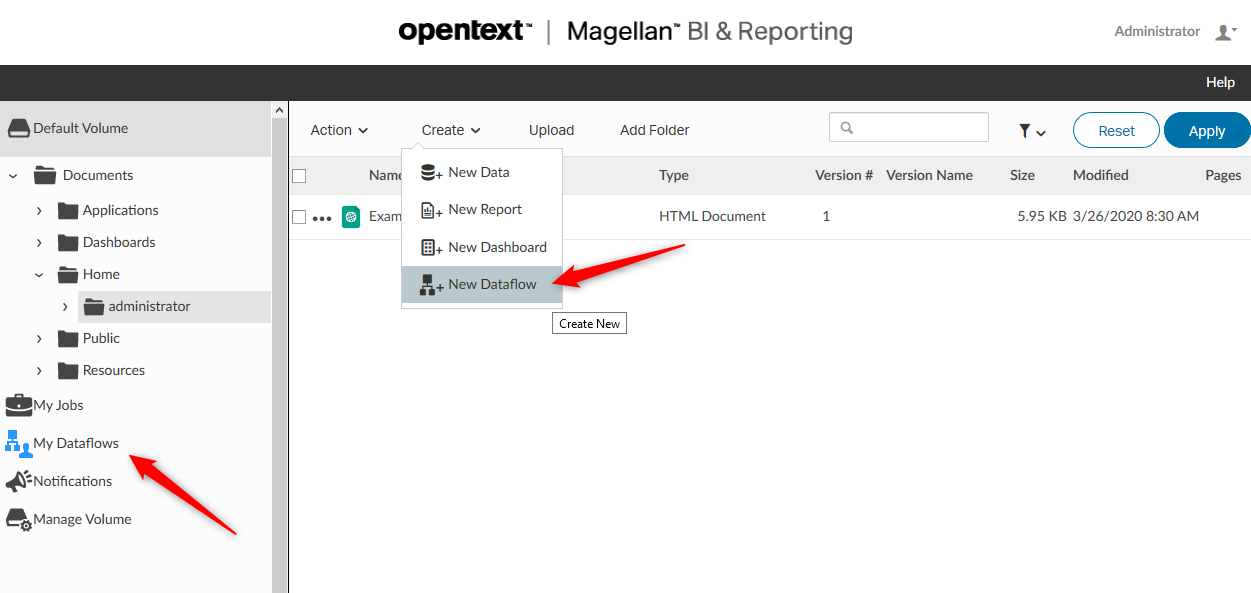 opentext™ | Magellan™ BI & Reporting
Administrator
Help
Default Volume
Documents
Applications
Dashboards
Home
administrator
Public
Resources
My Jobs
My Dataflows
Notifications
Manage Volume
Action
Create
Upload
Add Folder
Reset
Apply
Name
Type
Version #
Version Name
Size
Modified
Pages
Exam
HTML Document
1
5.95 KB
3/26/2020 8:30 AM
New Data
New Report
New Dashboard
New Dataflow
Create New